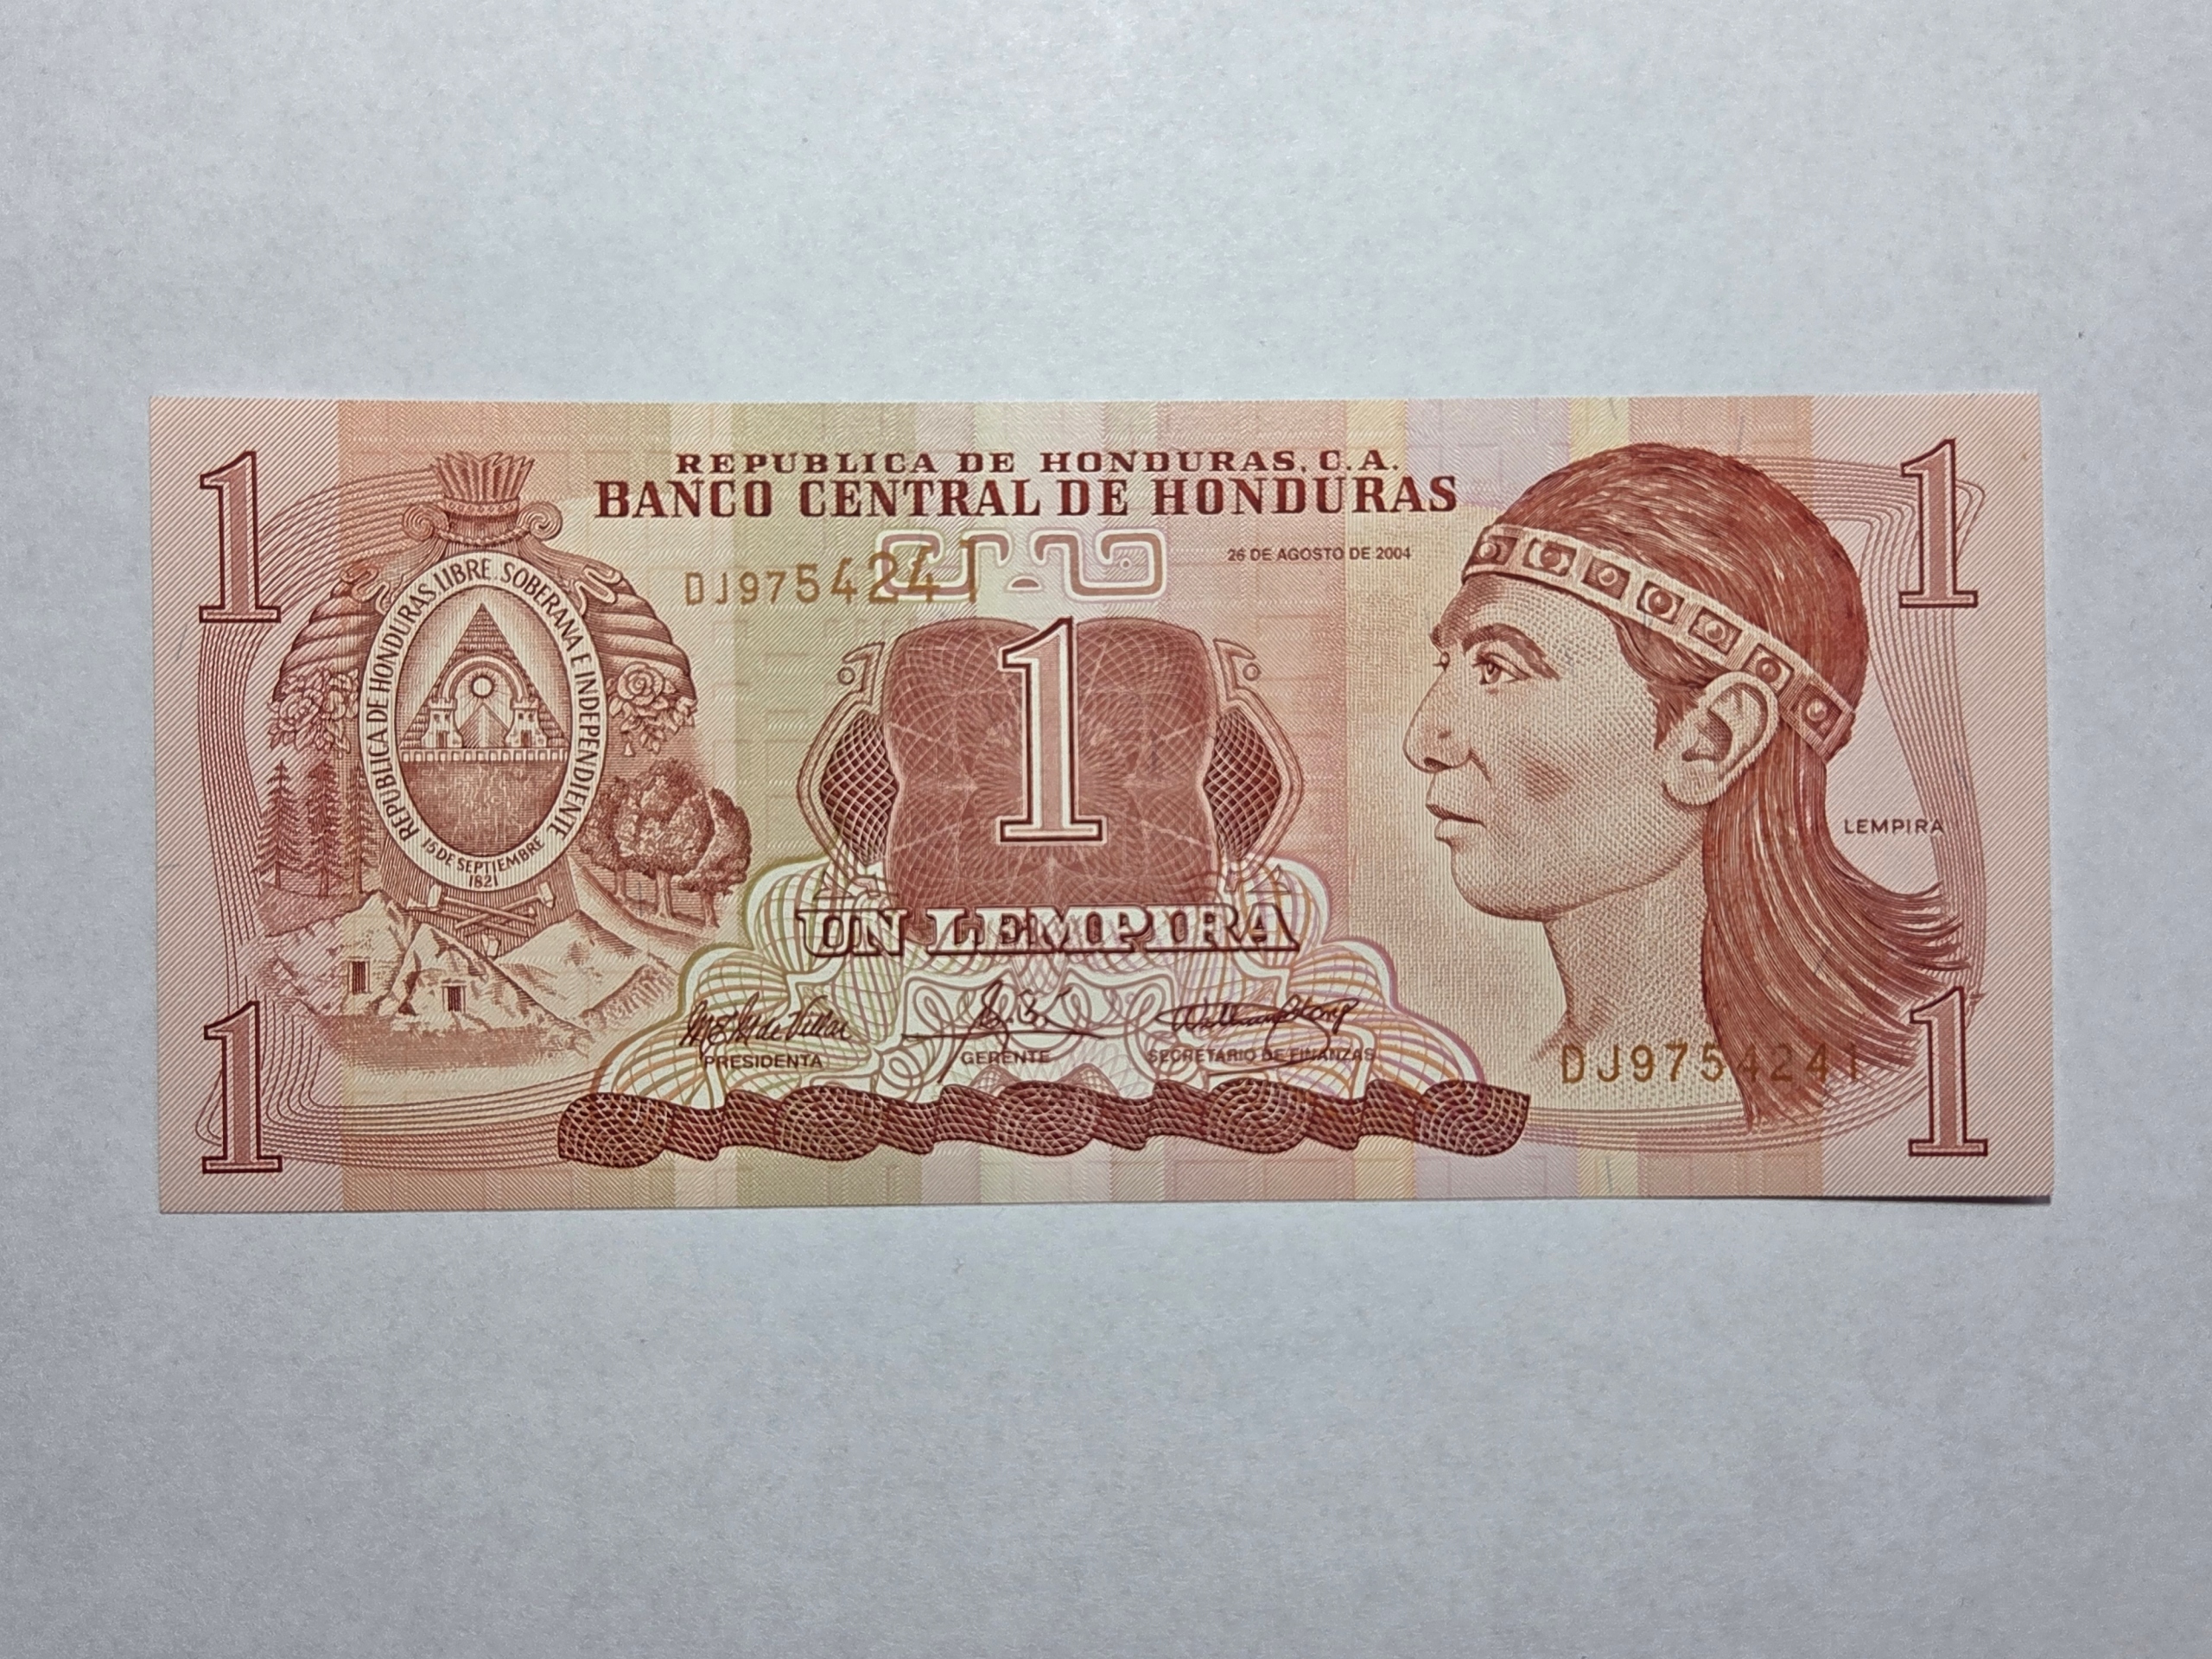 1
1
REPUBLICA DE HONDURAS, C.A.
BANCO CENTRAL DE HONDURAS
26 DE AGOSTO DE 2004
DJ9754241
REPUBLICA DE HONDURAS LIBRE, SOBERANA E INDEPENDIENTE
15 DE SEPTIEMBRE
1821
1
LEMPIRA
UN LEMPIRA
PRESIDENTA
GERENTE
SECRETARIO DE FINANZAS
DJ9754241
1
1